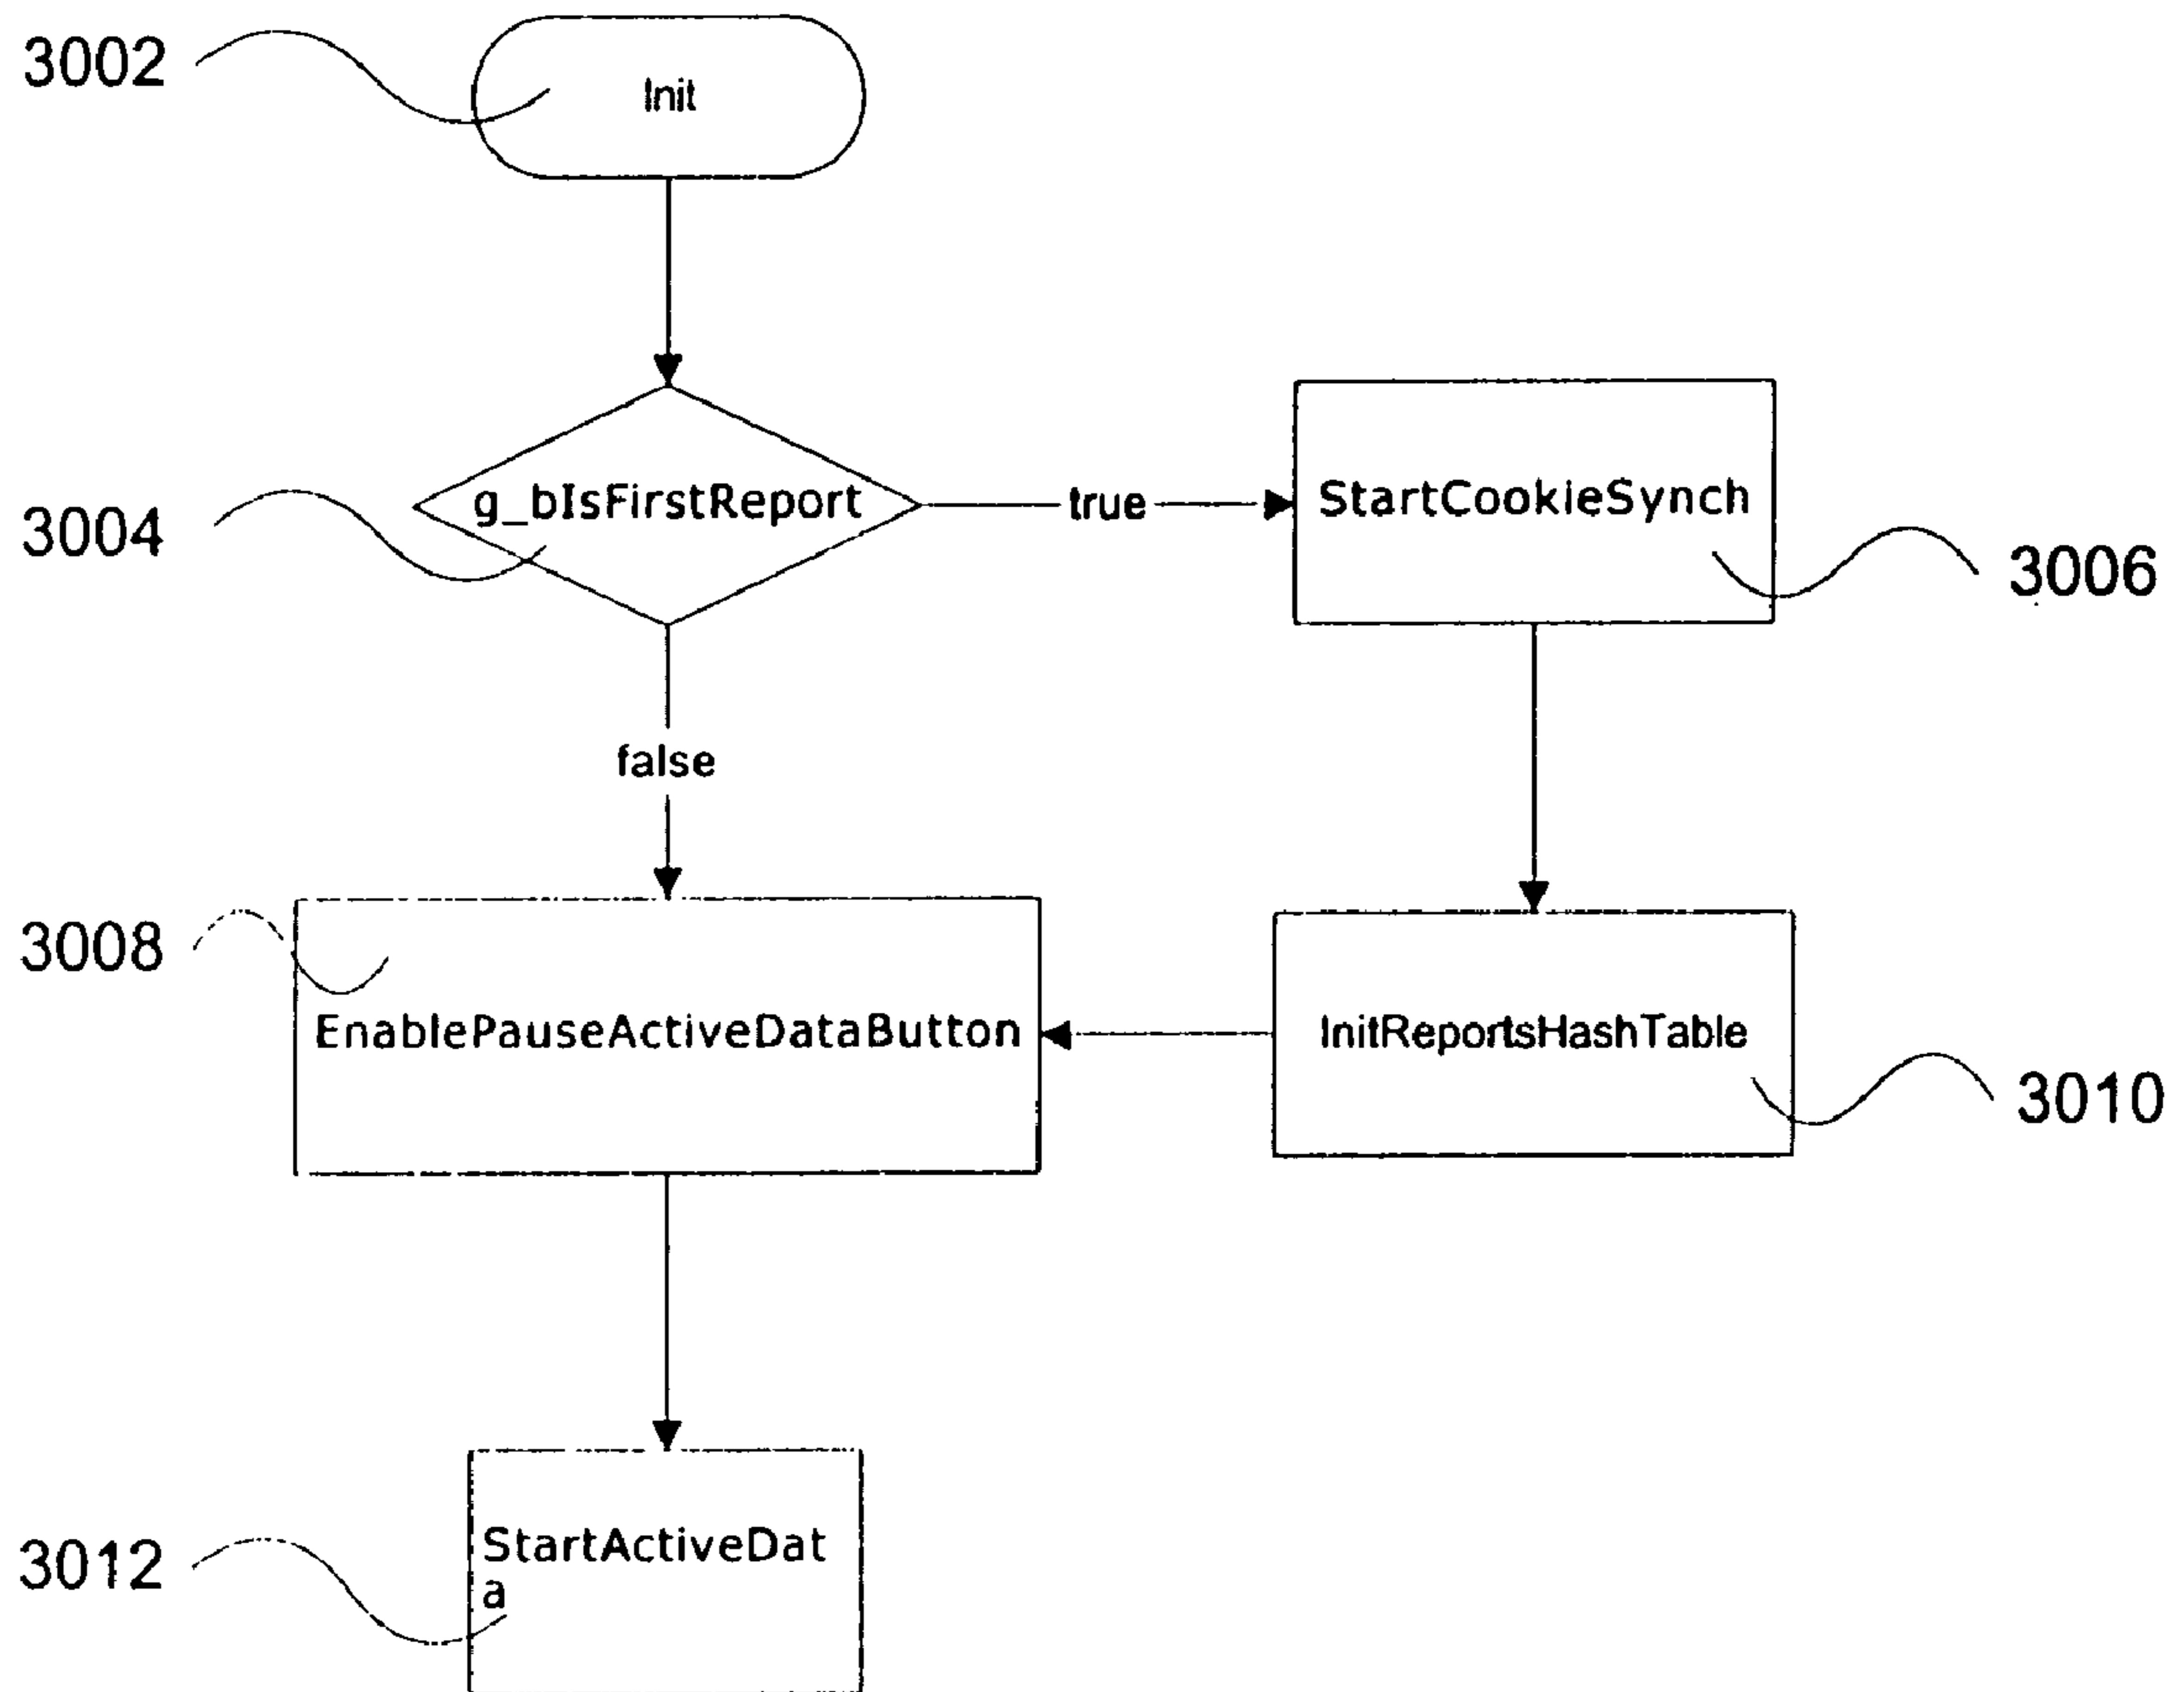 3002
Init
3004
g_bIsFirstReport
true
StartCookieSynch
3006
false
3008
EnablePauseActiveDataButton
InitReportsHashTable
3010
3012
StartActiveDat
a